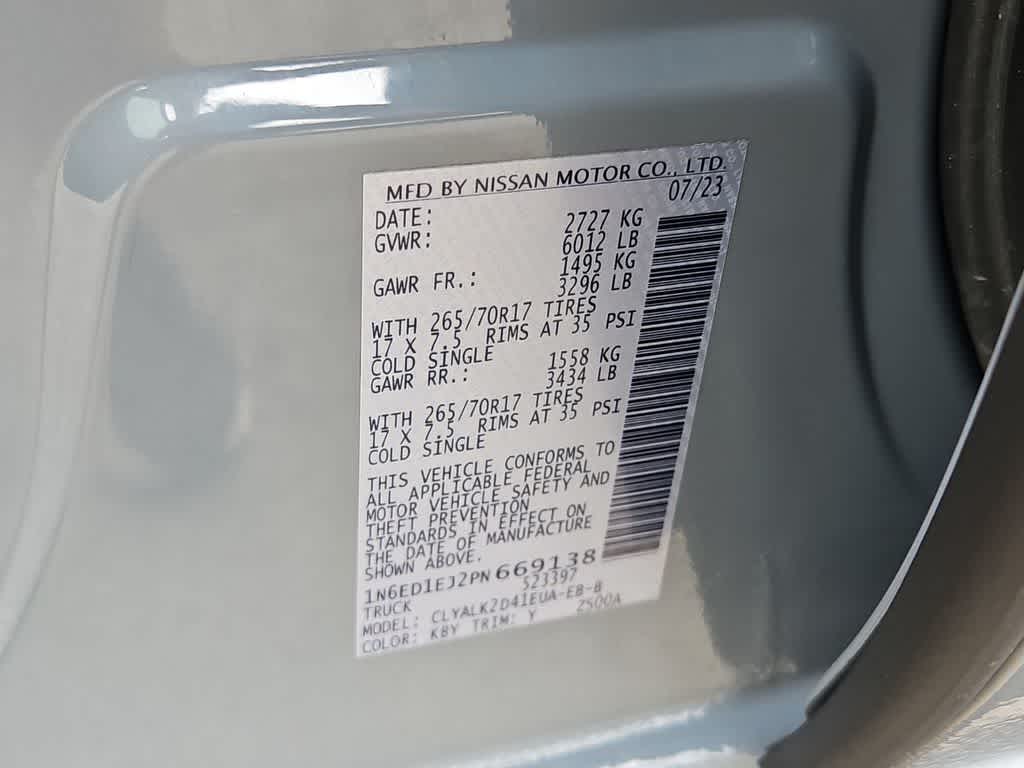 MFD BY NISSAN MOTOR CO., LTD.
DATE: 07/23
GVWR: 2727 KG
6012 LB
GAWR FR.: 1495 KG
3296 LB
WITH 265/70R17 TIRES
17 X 7.5 RIMS AT 35 PSI
COLD SINGLE
GAWR RR.: 1558 KG
3434 LB
WITH 265/70R17 TIRES
17 X 7.5 RIMS AT 35 PSI
COLD SINGLE
THIS VEHICLE CONFORMS TO
ALL APPLICABLE FEDERAL
MOTOR VEHICLE SAFETY AND
THEFT PREVENTION
STANDARDS IN EFFECT ON
THE DATE OF MANUFACTURE
SHOWN ABOVE.
1N6ED1EJ2PN669138
TRUCK 523397
MODEL: CLYALK2D41EUA-EB-B
COLOR: KBY TRIM: Y 2500A